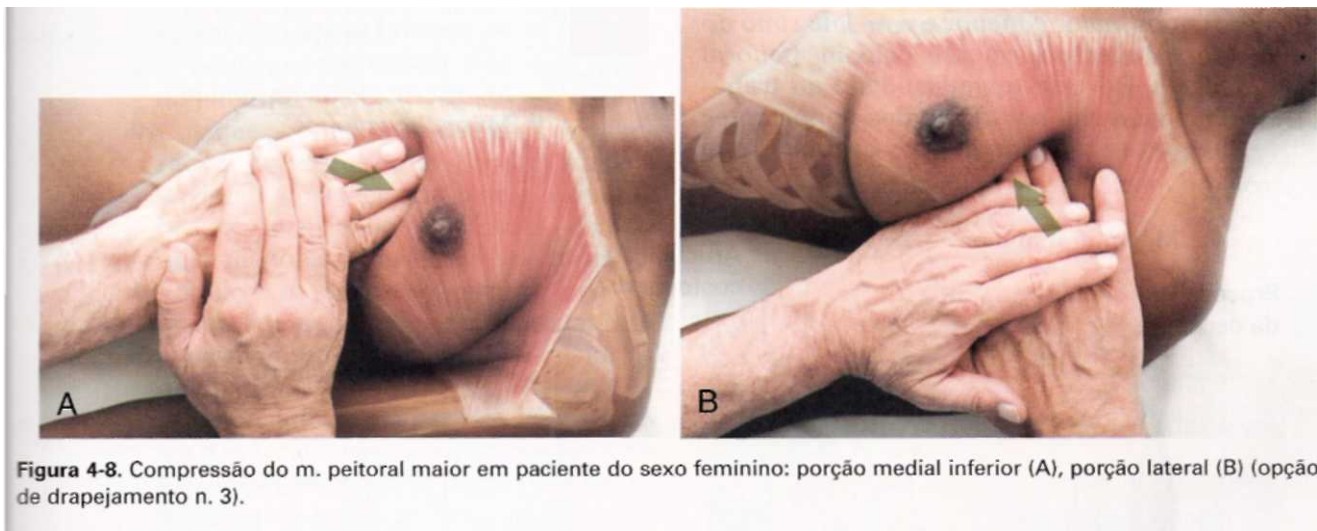 A
B
Figura 4-8. Compressão do m. peitoral maior em paciente do sexo feminino: porção medial inferior (A), porção lateral (B) (opção
de drapejamento n. 3).